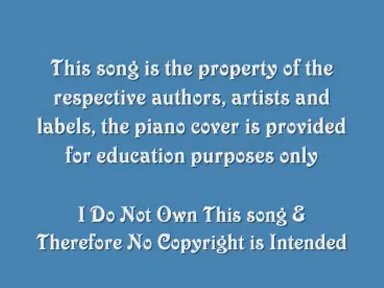 This song is the property of the
respective authors, artists and
labels, the piano cover is provided
for education purposes only
I Do Not Own This song &
Therefore No Copyright is Intended